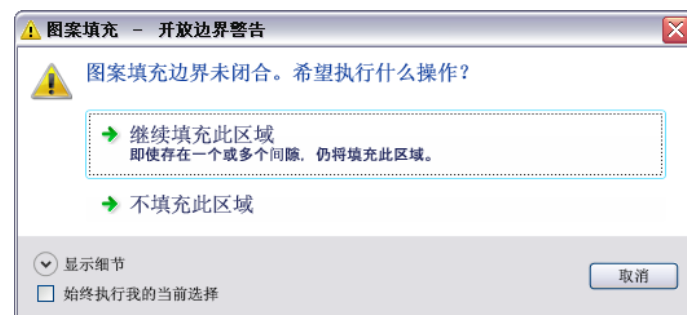 图案填充 - 开放边界警告
图案填充边界未闭合。希望执行什么操作?
继续填充此区域
即使存在一个或多个间隙，仍将填充此区域。
不填充此区域
显示细节
取消
始终执行我的当前选择